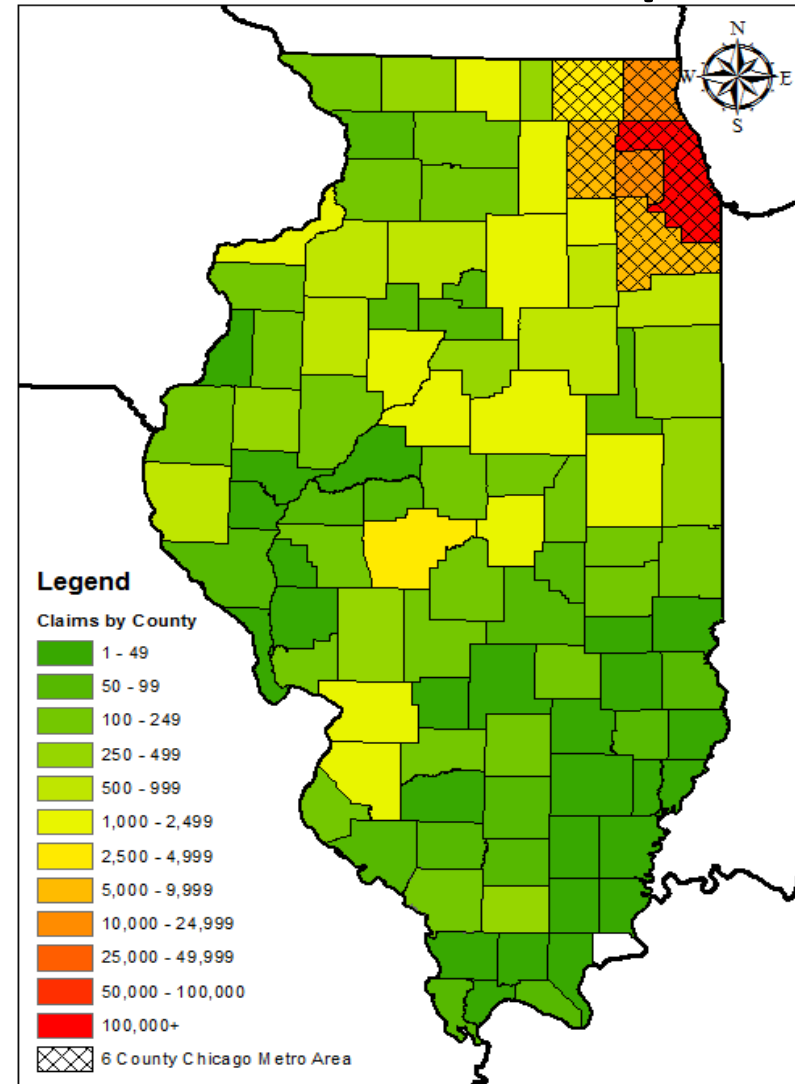 N
W
E
S
Legend
Claims by County
1 - 49
50 - 99
100 - 249
250 - 499
500 - 999
1,000 - 2,499
2,500 - 4,999
5,000 - 9,999
10,000 - 24,999
25,000 - 49,999
50,000 - 100,000
100,000+
6 County Chicago Metro Area